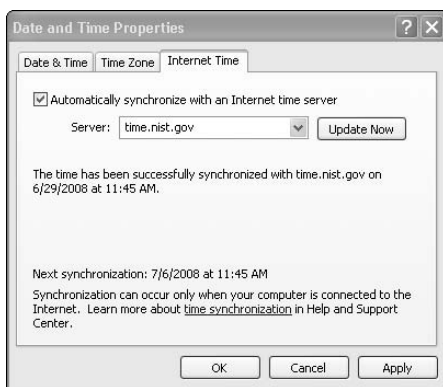 Date and Time Properties
Date & Time
Time Zone
Internet Time
Automatically synchronize with an Internet time server
Server:
time.nist.gov
Update Now
The time has been successfully synchronized with time.nist.gov on
6/29/2008 at 11:45 AM.
Next synchronization: 7/6/2008 at 11:45 AM
Synchronization can occur only when your computer is connected to the
Internet. Learn more about time synchronization in Help and Support
Center.
OK
Cancel
Apply